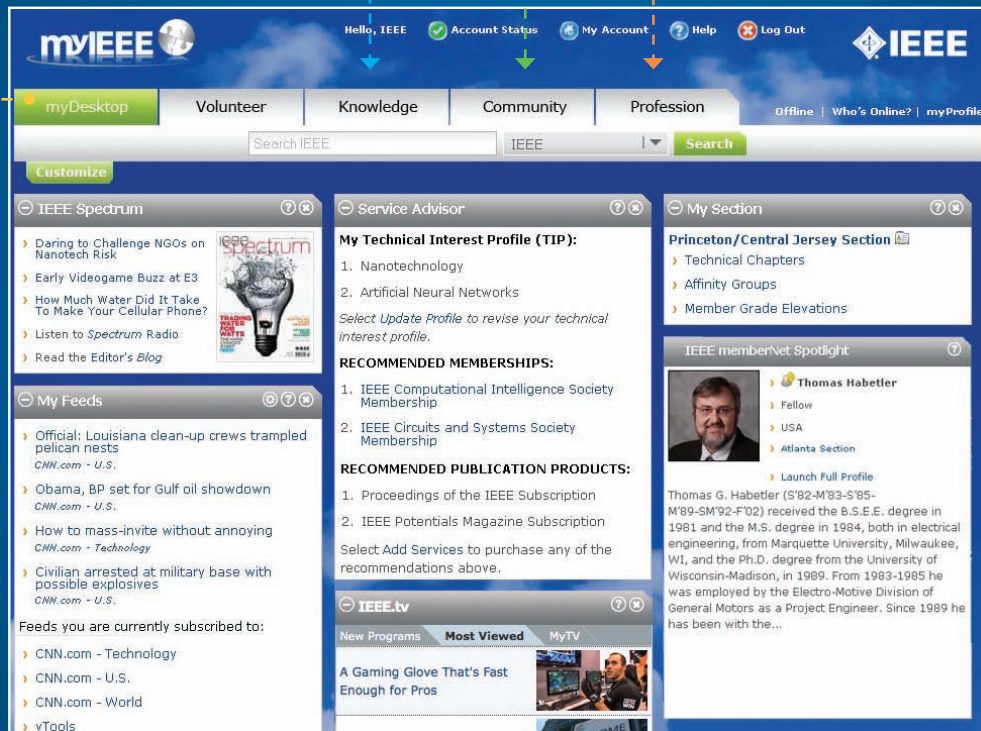 myIEEE
Hello, IEEE
Account Status
My Account
Help
Log Out
IEEE
myDesktop
Volunteer
Knowledge
Community
Profession
Offline | Who's Online? | myProfile
Search IEEE
IEEE
Search
Customize
IEEE Spectrum
Daring to Challenge NGOs on
Nanotech Risk
Early Videogame Buzz at E3
How Much Water Did It Take
To Make Your Cellular Phone?
Listen to Spectrum Radio
Read the Editor's Blog
spectrum
TRADING
WATER
FOR
WATTS
My Feeds
Official: Louisiana clean-up crews trampled
pelican nests
CNN.com - U.S.
Obama, BP set for Gulf oil showdown
CNN.com - U.S.
How to mass-invite without annoying
CNN.com - Technology
Civilian arrested at military base with
possible explosives
CNN.com - U.S.
Feeds you are currently subscribed to:
CNN.com - Technology
CNN.com - U.S.
CNN.com - World
vTools
Service Advisor
My Technical Interest Profile (TIP):
1. Nanotechnology
2. Artificial Neural Networks
Select Update Profile to revise your technical
interest profile.
RECOMMENDED MEMBERSHIPS:
1. IEEE Computational Intelligence Society
Membership
2. IEEE Circuits and Systems Society
Membership
RECOMMENDED PUBLICATION PRODUCTS:
1. Proceedings of the IEEE Subscription
2. IEEE Potentials Magazine Subscription
Select Add Services to purchase any of the
recommendations above.
IEEE.tv
New Programs
Most Viewed
MyTV
A Gaming Glove That's Fast
Enough for Pros
My Section
Princeton/Central Jersey Section
Technical Chapters
Affinity Groups
Member Grade Elevations
IEEE memberNet Spotlight
Thomas Habetler
Fellow
USA
Atlanta Section
Launch Full Profile
Thomas G. Habetler (S'82-M'83-S'85-
M'89-SM'92-F'02) received the B.S.E.E. degree in
1981 and the M.S. degree in 1984, both in electrical
engineering, from Marquette University, Milwaukee,
WI, and the Ph.D. degree from the University of
Wisconsin-Madison, in 1989. From 1983-1985 he
was employed by the Electro-Motive Division of
General Motors as a Project Engineer. Since 1989 he
has been with the...